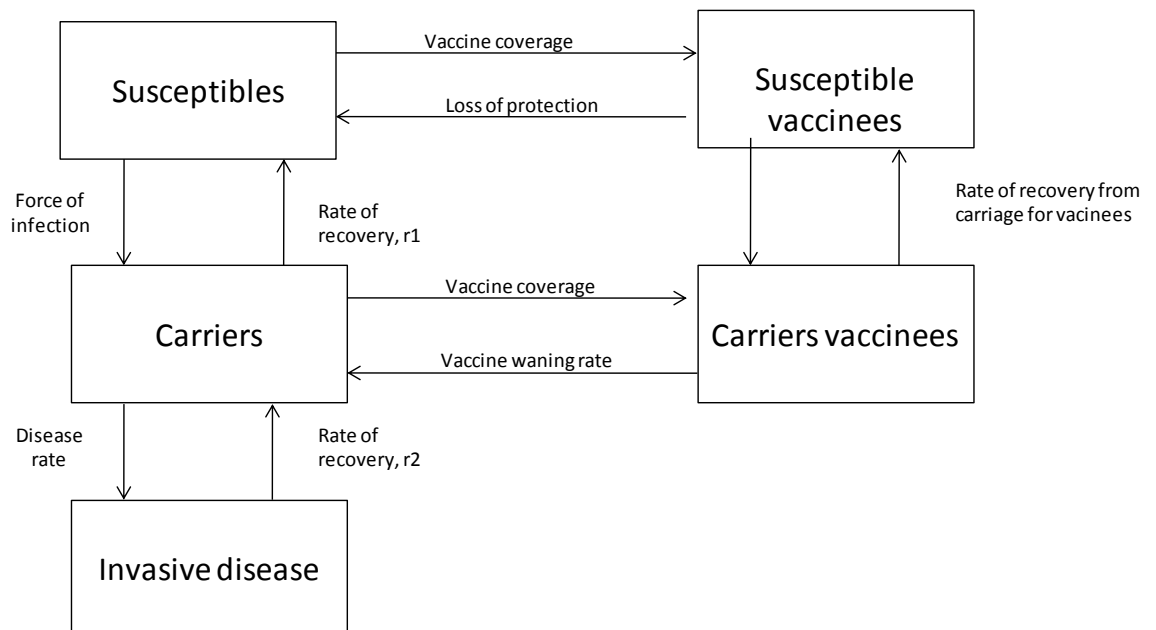 Vaccine coverage
Susceptibles
Susceptible
vaccinees
Loss of protection
Force of
infection
Rate of
recovery, r1
Rate of recovery from
carriage for vacinees
Vaccine coverage
Carriers
Carriers vaccinees
Vaccine waning rate
Disease
rate
Rate of
recovery, r2
Invasive disease